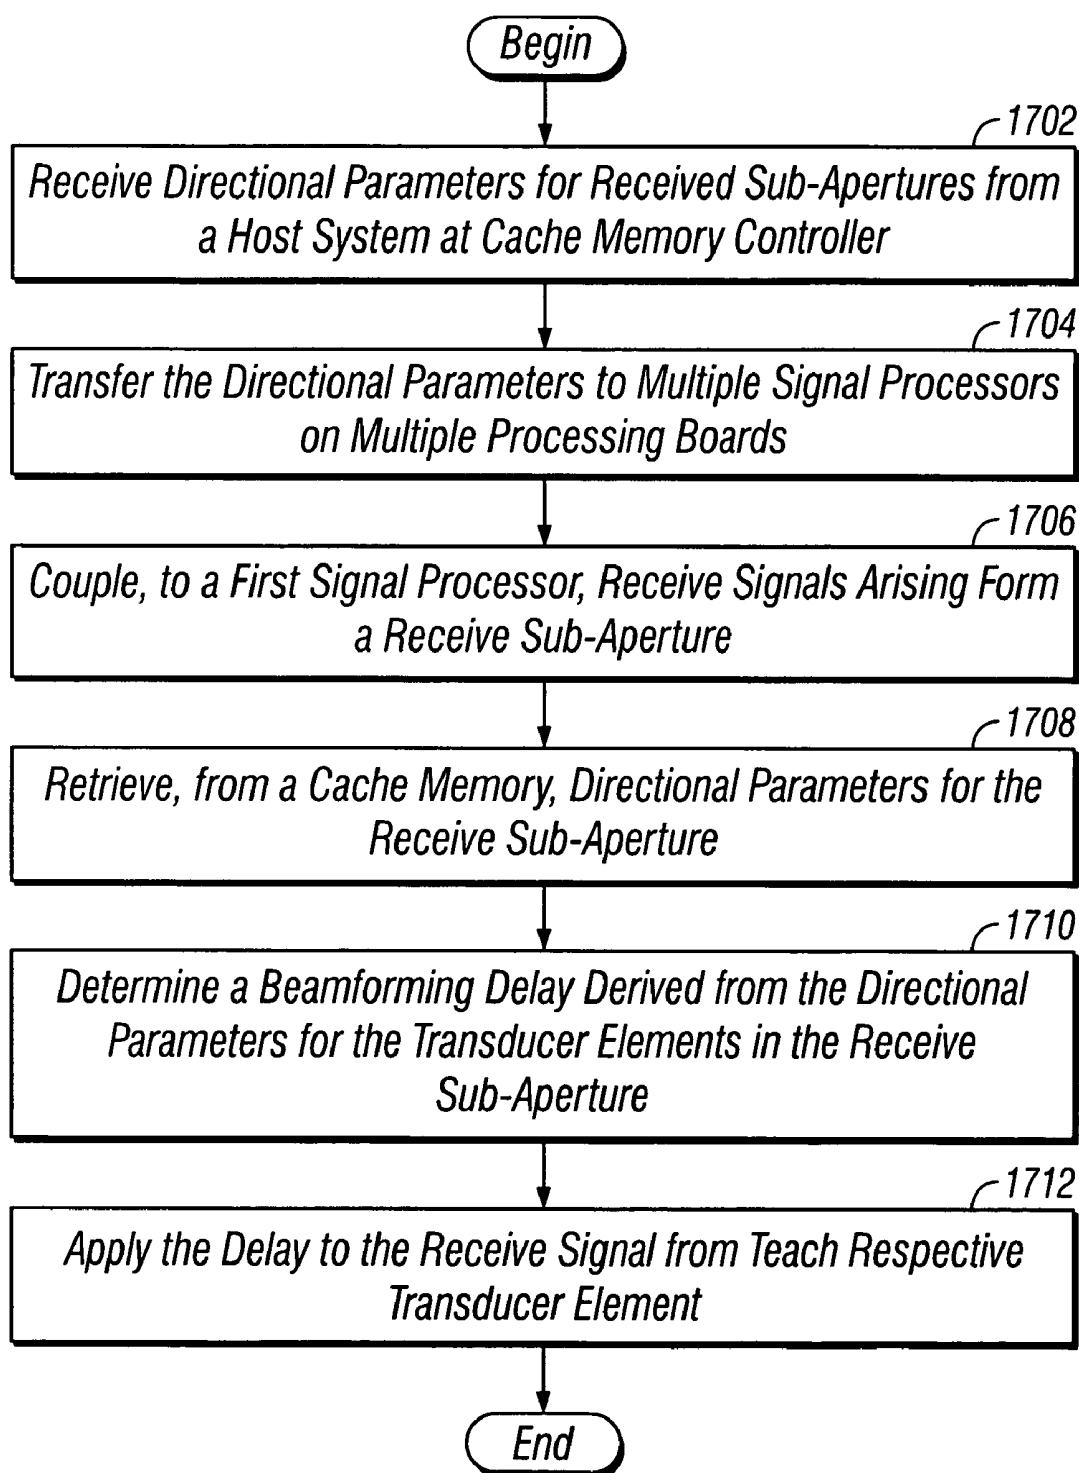 Begin
1702
Receive Directional Parameters for Received Sub-Apertures from
a Host System at Cache Memory Controller
1704
Transfer the Directional Parameters to Multiple Signal Processors
on Multiple Processing Boards
1706
Couple, to a First Signal Processor, Receive Signals Arising Form
a Receive Sub-Aperture
1708
Retrieve, from a Cache Memory, Directional Parameters for the
Receive Sub-Aperture
1710
Determine a Beamforming Delay Derived from the Directional
Parameters for the Transducer Elements in the Receive
Sub-Aperture
1712
Apply the Delay to the Receive Signal from Teach Respective
Transducer Element
End